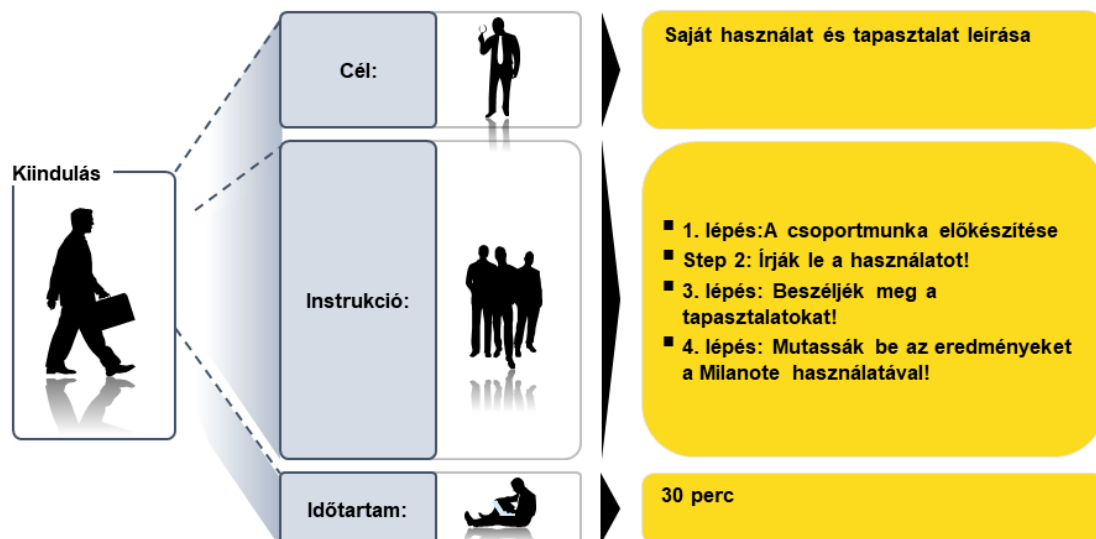 Kiindulás
Cél:
Saját használat és tapasztalat leírása
Instrukció:
▪ 1. lépés:A csoportmunka előkészítése
▪ Step 2: Írják le a használatot!
▪ 3. lépés: Beszéljék meg a
tapasztalatokat!
▪ 4. lépés: Mutassák be az eredményeket
a Milanote használatával!
Időtartam:
30 perc